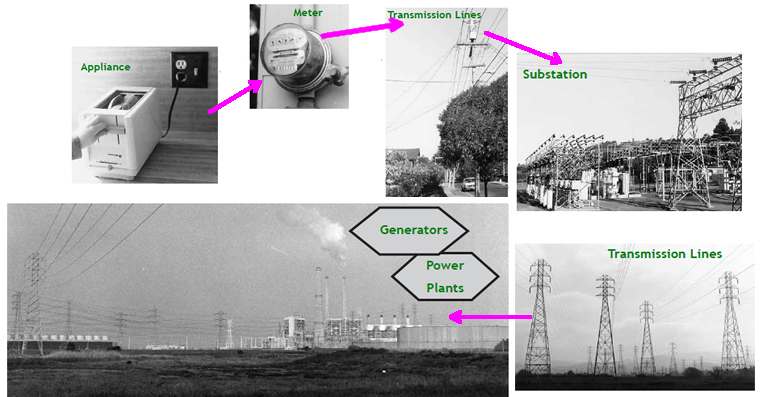 Meter
Transmission Lines
Appliance
Substation
Generators
Power
Plants
Transmission Lines